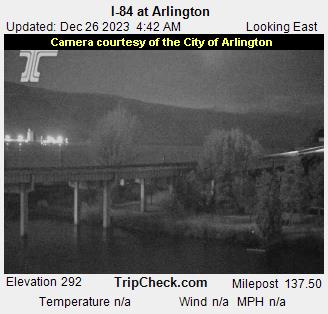 I-84 at Arlington
Updated: Dec 26 2023 4:42 AM Looking East
Camera courtesy of the City of Arlington
Elevation 292 TripCheck.com Milepost 137.50
Temperature n/a Wind n/a MPH n/a